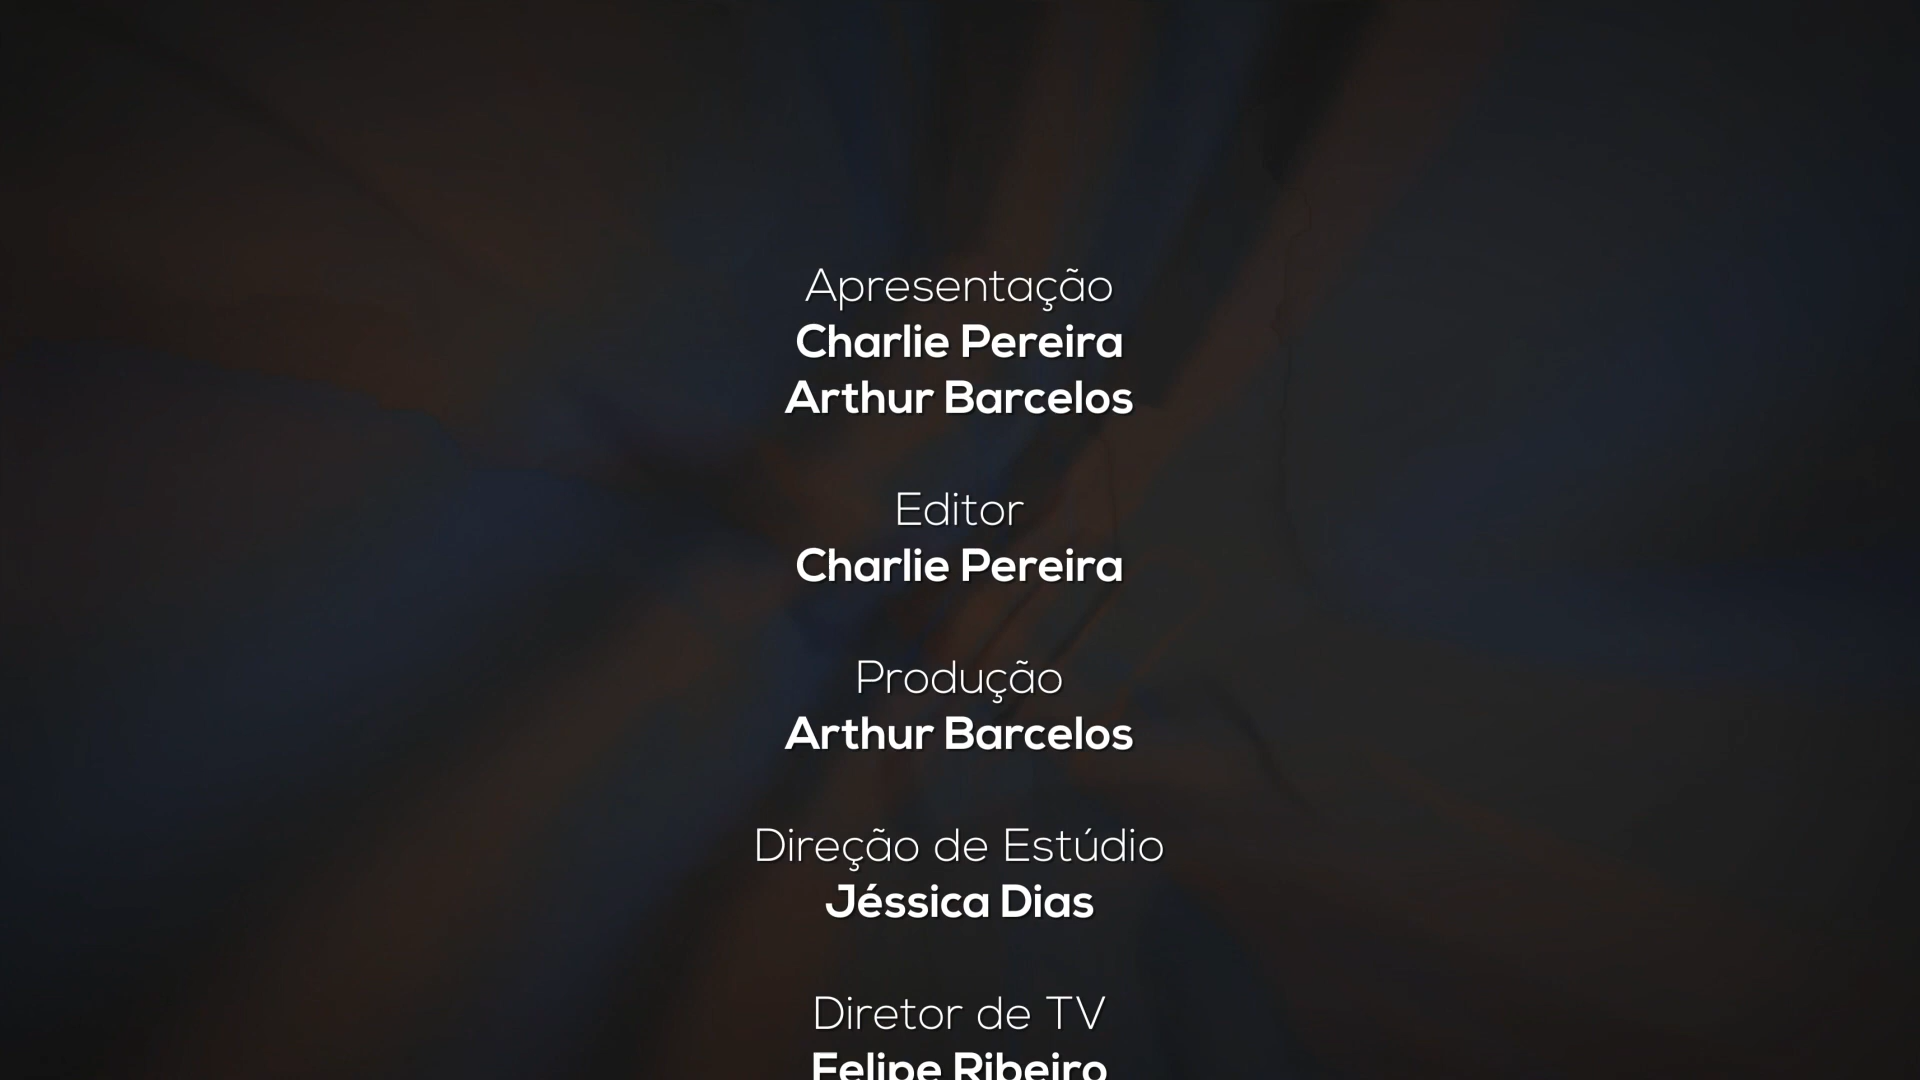 Apresentação
Charlie Pereira
Arthur Barcelos
Editor
Charlie Pereira
Produção
Arthur Barcelos
Direção de Estúdio
Jéssica Dias
Diretor de TV
Felipe Ribeiro